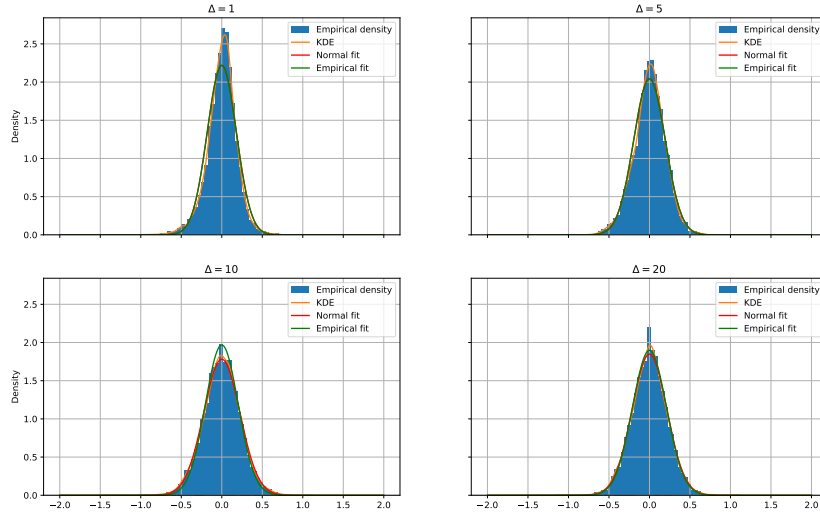 Δ = 1
Density
2.5
2.0
1.5
1.0
0.5
0.0
Empirical density
KDE
Normal fit
Empirical fit
Δ = 5
Empirical density
KDE
Normal fit
Empirical fit
Δ = 10
Density
2.5
2.0
1.5
1.0
0.5
0.0
Empirical density
KDE
Normal fit
Empirical fit
−2.0 −1.5 −1.0 −0.5 0.0 0.5 1.0 1.5 2.0
Δ = 20
Empirical density
KDE
Normal fit
Empirical fit
−2.0 −1.5 −1.0 −0.5 0.0 0.5 1.0 1.5 2.0